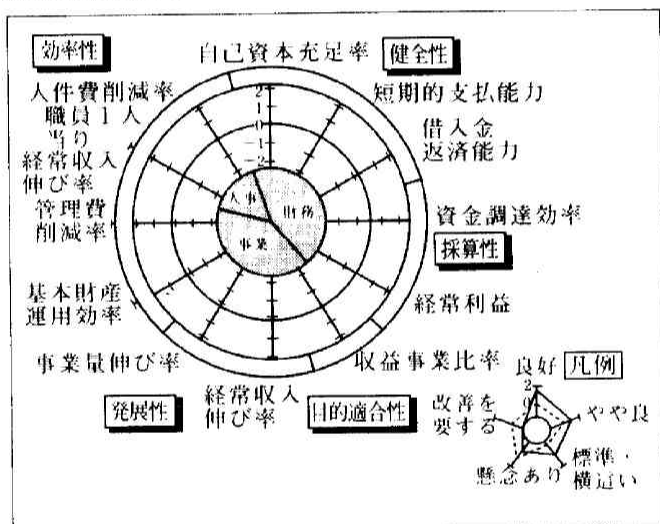 効率性
自己資本充足率
健全性
人件費削減率
短期的支払能力
職員1人
当り
経常収入
伸び率
借入金
返済能力
管理費
削減率
資金調達効率
採算性
基本財産
運用効率
経常利益
事業量伸び率
収益事業比率
発展性
経常収入
伸び率
目的適合性
2
1
0
-1
-2
人事
財務
事業
良好
凡例
2
0
改善を
要する
やや良
標準・
横這い
懸念あり